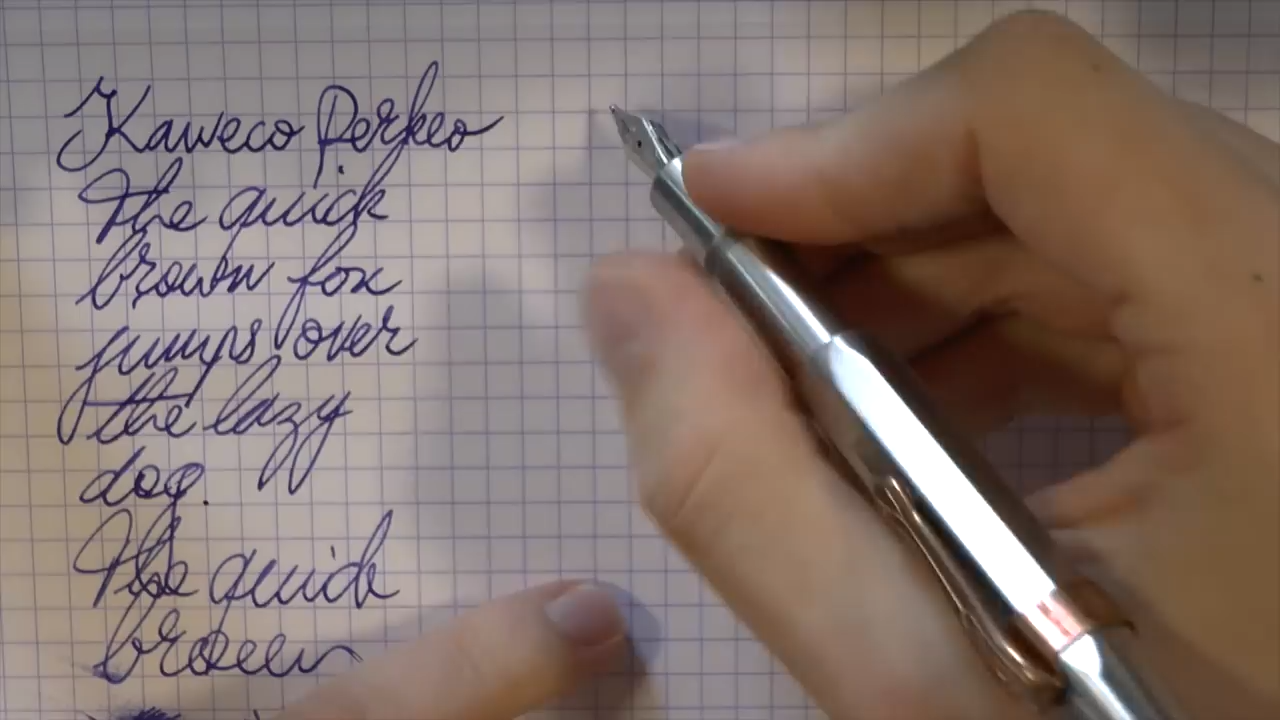 Kaweco Perkeo
The quick
brown fox
jumps over
the lazy
dog.
The quick
brown